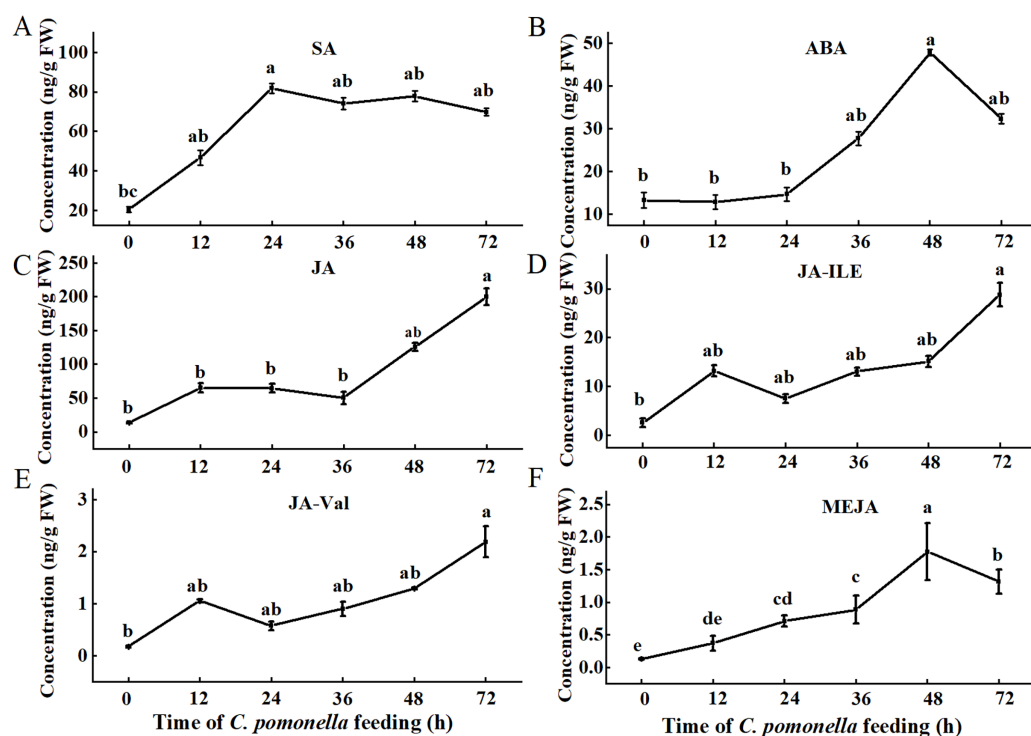 A
SA
Concentration (ng/g FW)
100
80
60
40
20
bc
ab
a
ab
ab
ab
0 12 24 36 48 72
B
ABA
Concentration (ng/g FW)
50
40
30
20
10
b
b
b
ab
a
ab
0 12 24 36 48 72
C
JA
Concentration (ng/g FW)
250
200
150
100
50
0
b
b
b
b
ab
a
0 12 24 36 48 72
D
JA-ILE
Concentration (ng/g FW)
30
20
10
0
b
ab
ab
ab
ab
a
0 12 24 36 48 72
E
JA-Val
Concentration (ng/g FW)
3
2
1
0
b
ab
ab
ab
ab
a
0 12 24 36 48 72
Time of C. pomonella feeding (h)
F
MEJA
Concentration (ng/g FW)
2.5
2.0
1.5
1.0
0.5
0.0
e
de
cd
c
a
b
0 12 24 36 48 72
Time of C. pomonella feeding (h)